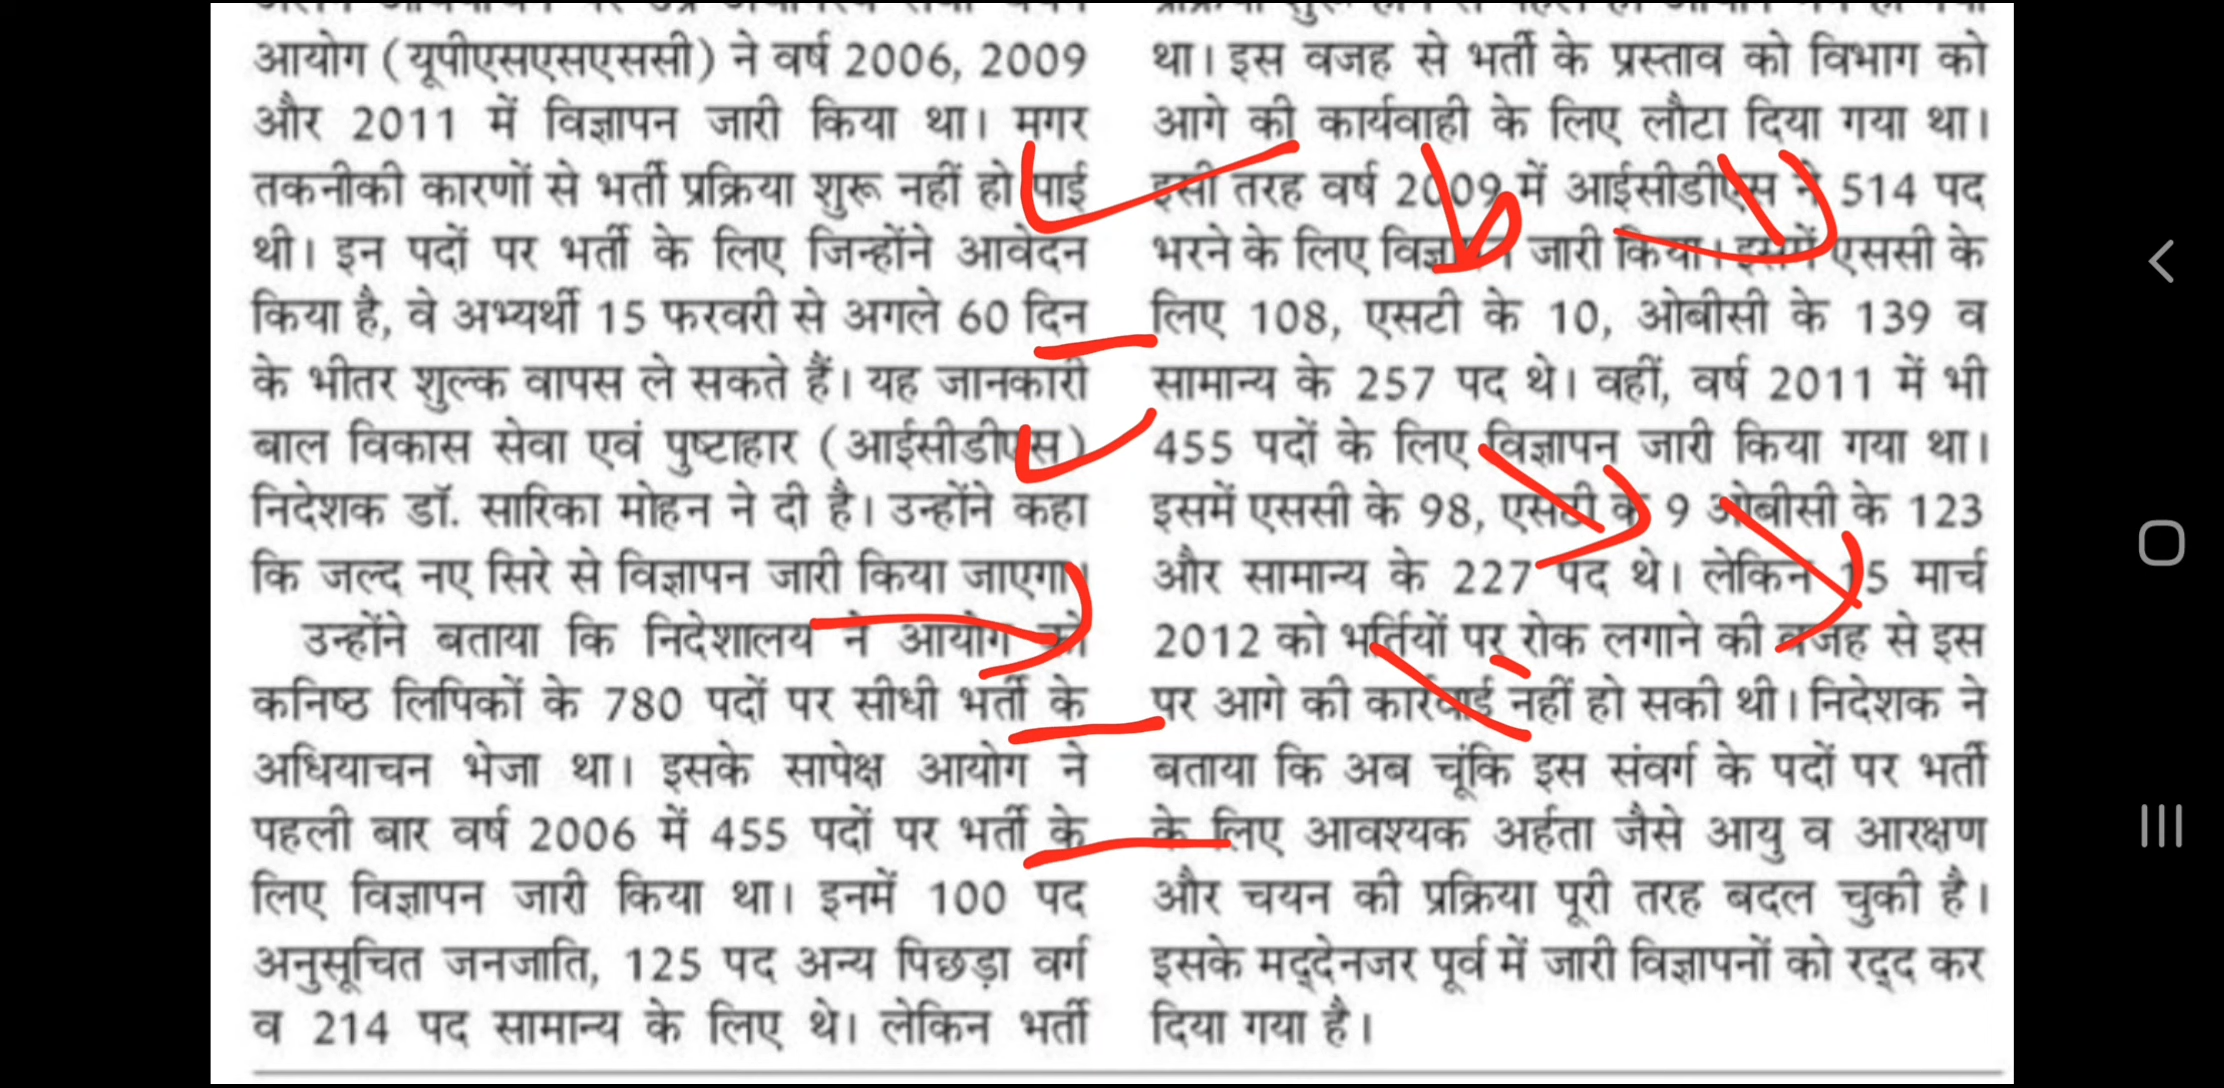 आयोग (यूपीएसएसएससी) ने वर्ष 2006, 2009
और 2011 में विज्ञापन जारी किया था। मगर
तकनीकी कारणों से भर्ती प्रक्रिया शुरू नहीं हो पाई
थी। इन पदों पर भर्ती के लिए जिन्होंने आवेदन
किया है, वे अभ्यर्थी 15 फरवरी से अगले 60 दिन
के भीतर शुल्क वापस ले सकते हैं। यह जानकारी
बाल विकास सेवा एवं पुष्टाहार (आईसीडीएस)
निदेशक डॉ. सारिका मोहन ने दी है। उन्होंने कहा
कि जल्द नए सिरे से विज्ञापन जारी किया जाएगा।
उन्होंने बताया कि निदेशालय ने आयोग को
कनिष्ठ लिपिकों के 780 पदों पर सीधी भर्ती के
अधियाचन भेजा था। इसके सापेक्ष आयोग ने
पहली बार वर्ष 2006 में 455 पदों पर भर्ती के
लिए विज्ञापन जारी किया था। इनमें 100 पद
अनुसूचित जनजाति, 125 पद अन्य पिछड़ा वर्ग
व 214 पद सामान्य के लिए थे। लेकिन भर्ती
था। इस वजह से भर्ती के प्रस्ताव को विभाग को
आगे की कार्यवाही के लिए लौटा दिया गया था।
इसी तरह वर्ष 2009 में आईसीडीएस ने 514 पद
भरने के लिए विज्ञापन जारी किया। इसमें एससी के
लिए 108, एसटी के 10, ओबीसी के 139 व
सामान्य के 257 पद थे। वहीं, वर्ष 2011 में भी
455 पदों के लिए विज्ञापन जारी किया गया था।
इसमें एससी के 98, एसटी के 9 ओबीसी के 123
और सामान्य के 227 पद थे। लेकिन 15 मार्च
2012 को भर्तियों पर रोक लगाने की वजह से इस
पर आगे की कार्रवाई नहीं हो सकी थी। निदेशक ने
बताया कि अब चूंकि इस संवर्ग के पदों पर भर्ती
के लिए आवश्यक अर्हता जैसे आयु व आरक्षण
और चयन की प्रक्रिया पूरी तरह बदल चुकी है।
इसके मद्देनजर पूर्व में जारी विज्ञापनों को रद्द कर
दिया गया है।